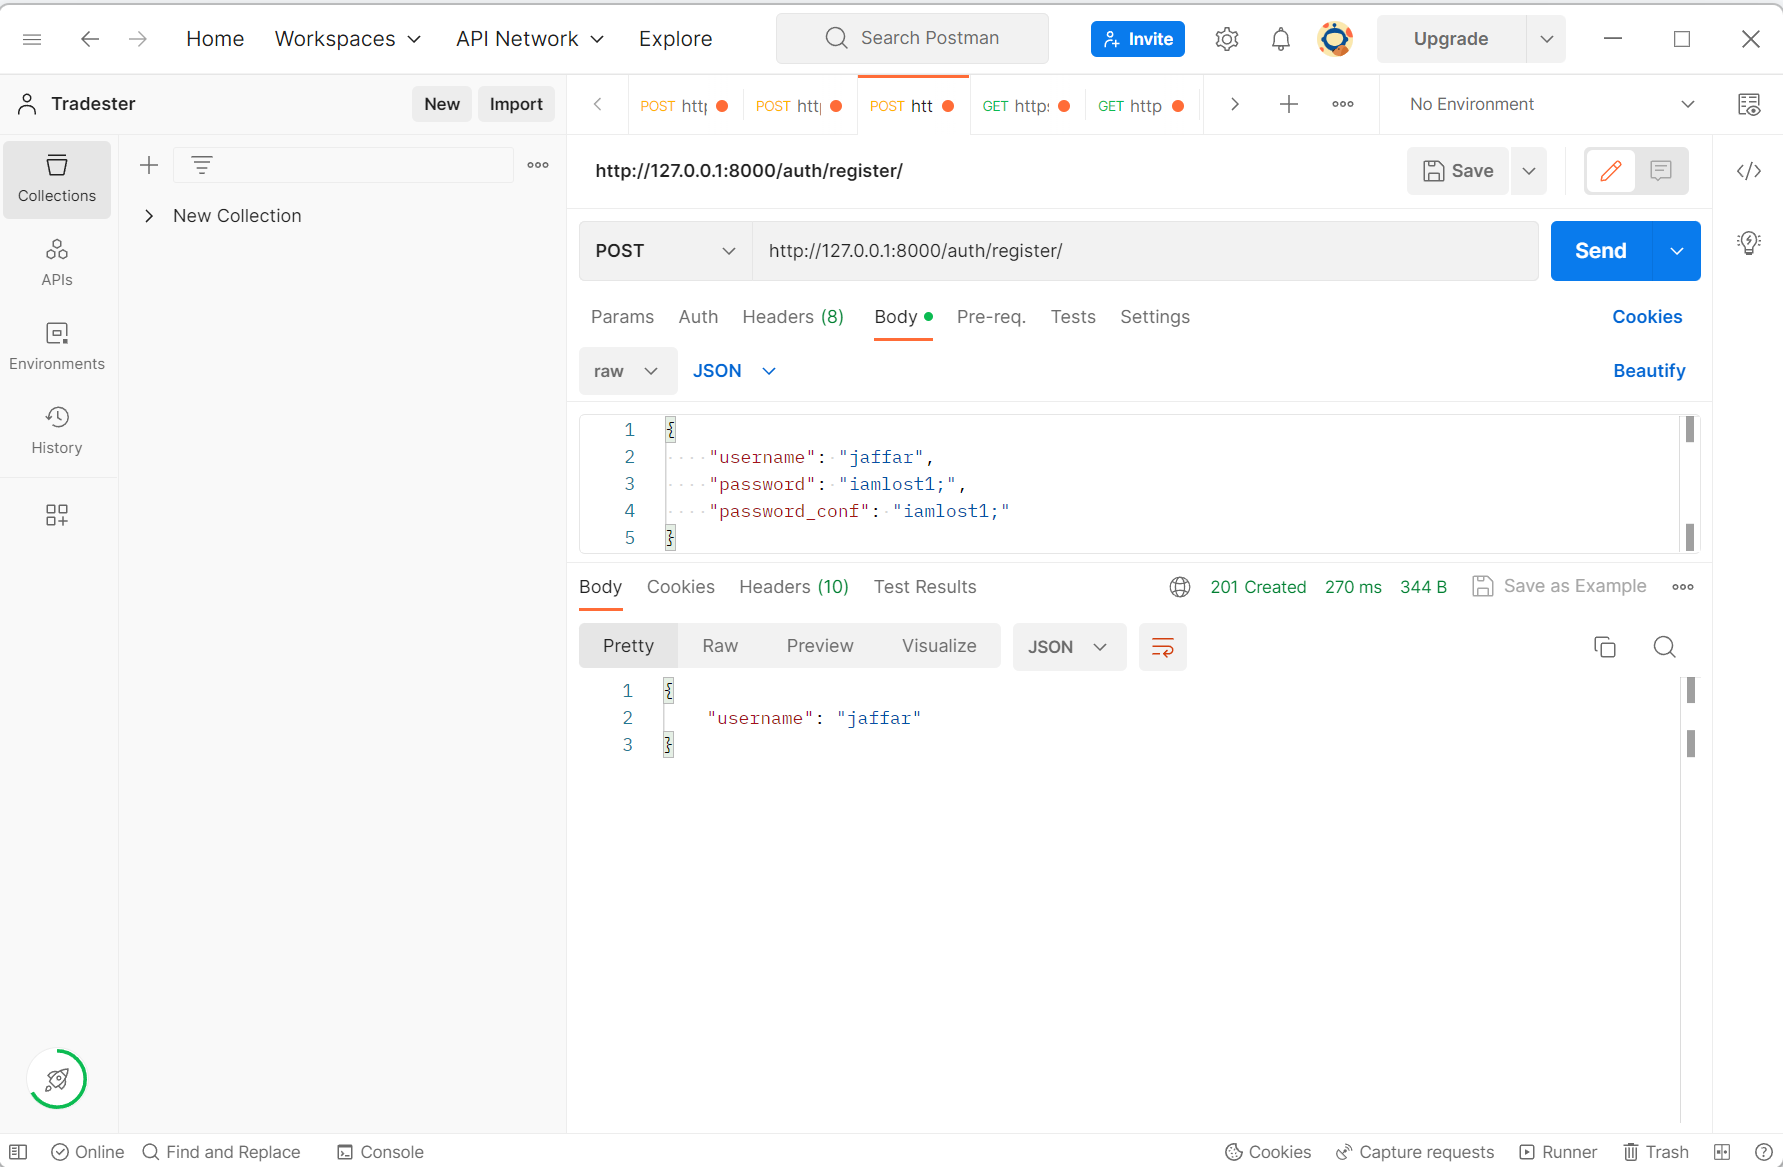 Home Workspaces API Network Explore Search Postman Invite Upgrade
Tradester New Import
POST http POST http POST htt GET https GET http No Environment
Collections
New Collection
APIs
Environments
History
http://127.0.0.1:8000/auth/register/ Save
POST http://127.0.0.1:8000/auth/register/ Send
Params Auth Headers (8) Body Pre-req. Tests Settings Cookies
raw JSON Beautify
1 {
2 "username": "jaffar",
3 "password": "iamlost1;",
4 "password_conf": "iamlost1;"
5 }
Body Cookies Headers (10) Test Results 201 Created 270 ms 344 B Save as Example
Pretty Raw Preview Visualize JSON
1 {
2 "username": "jaffar"
3 }
Online Find and Replace Console Cookies Capture requests Runner Trash